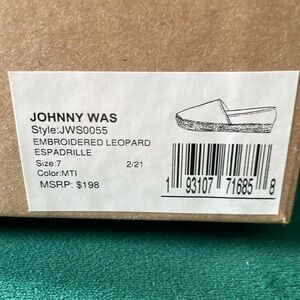 JOHNNY WAS
Style:JWS0055
EMBROIDERED LEOPARD
ESPADRILLE
Size:7 2/21
Color:MTI
MSRP: $198
1 93107 71685 8